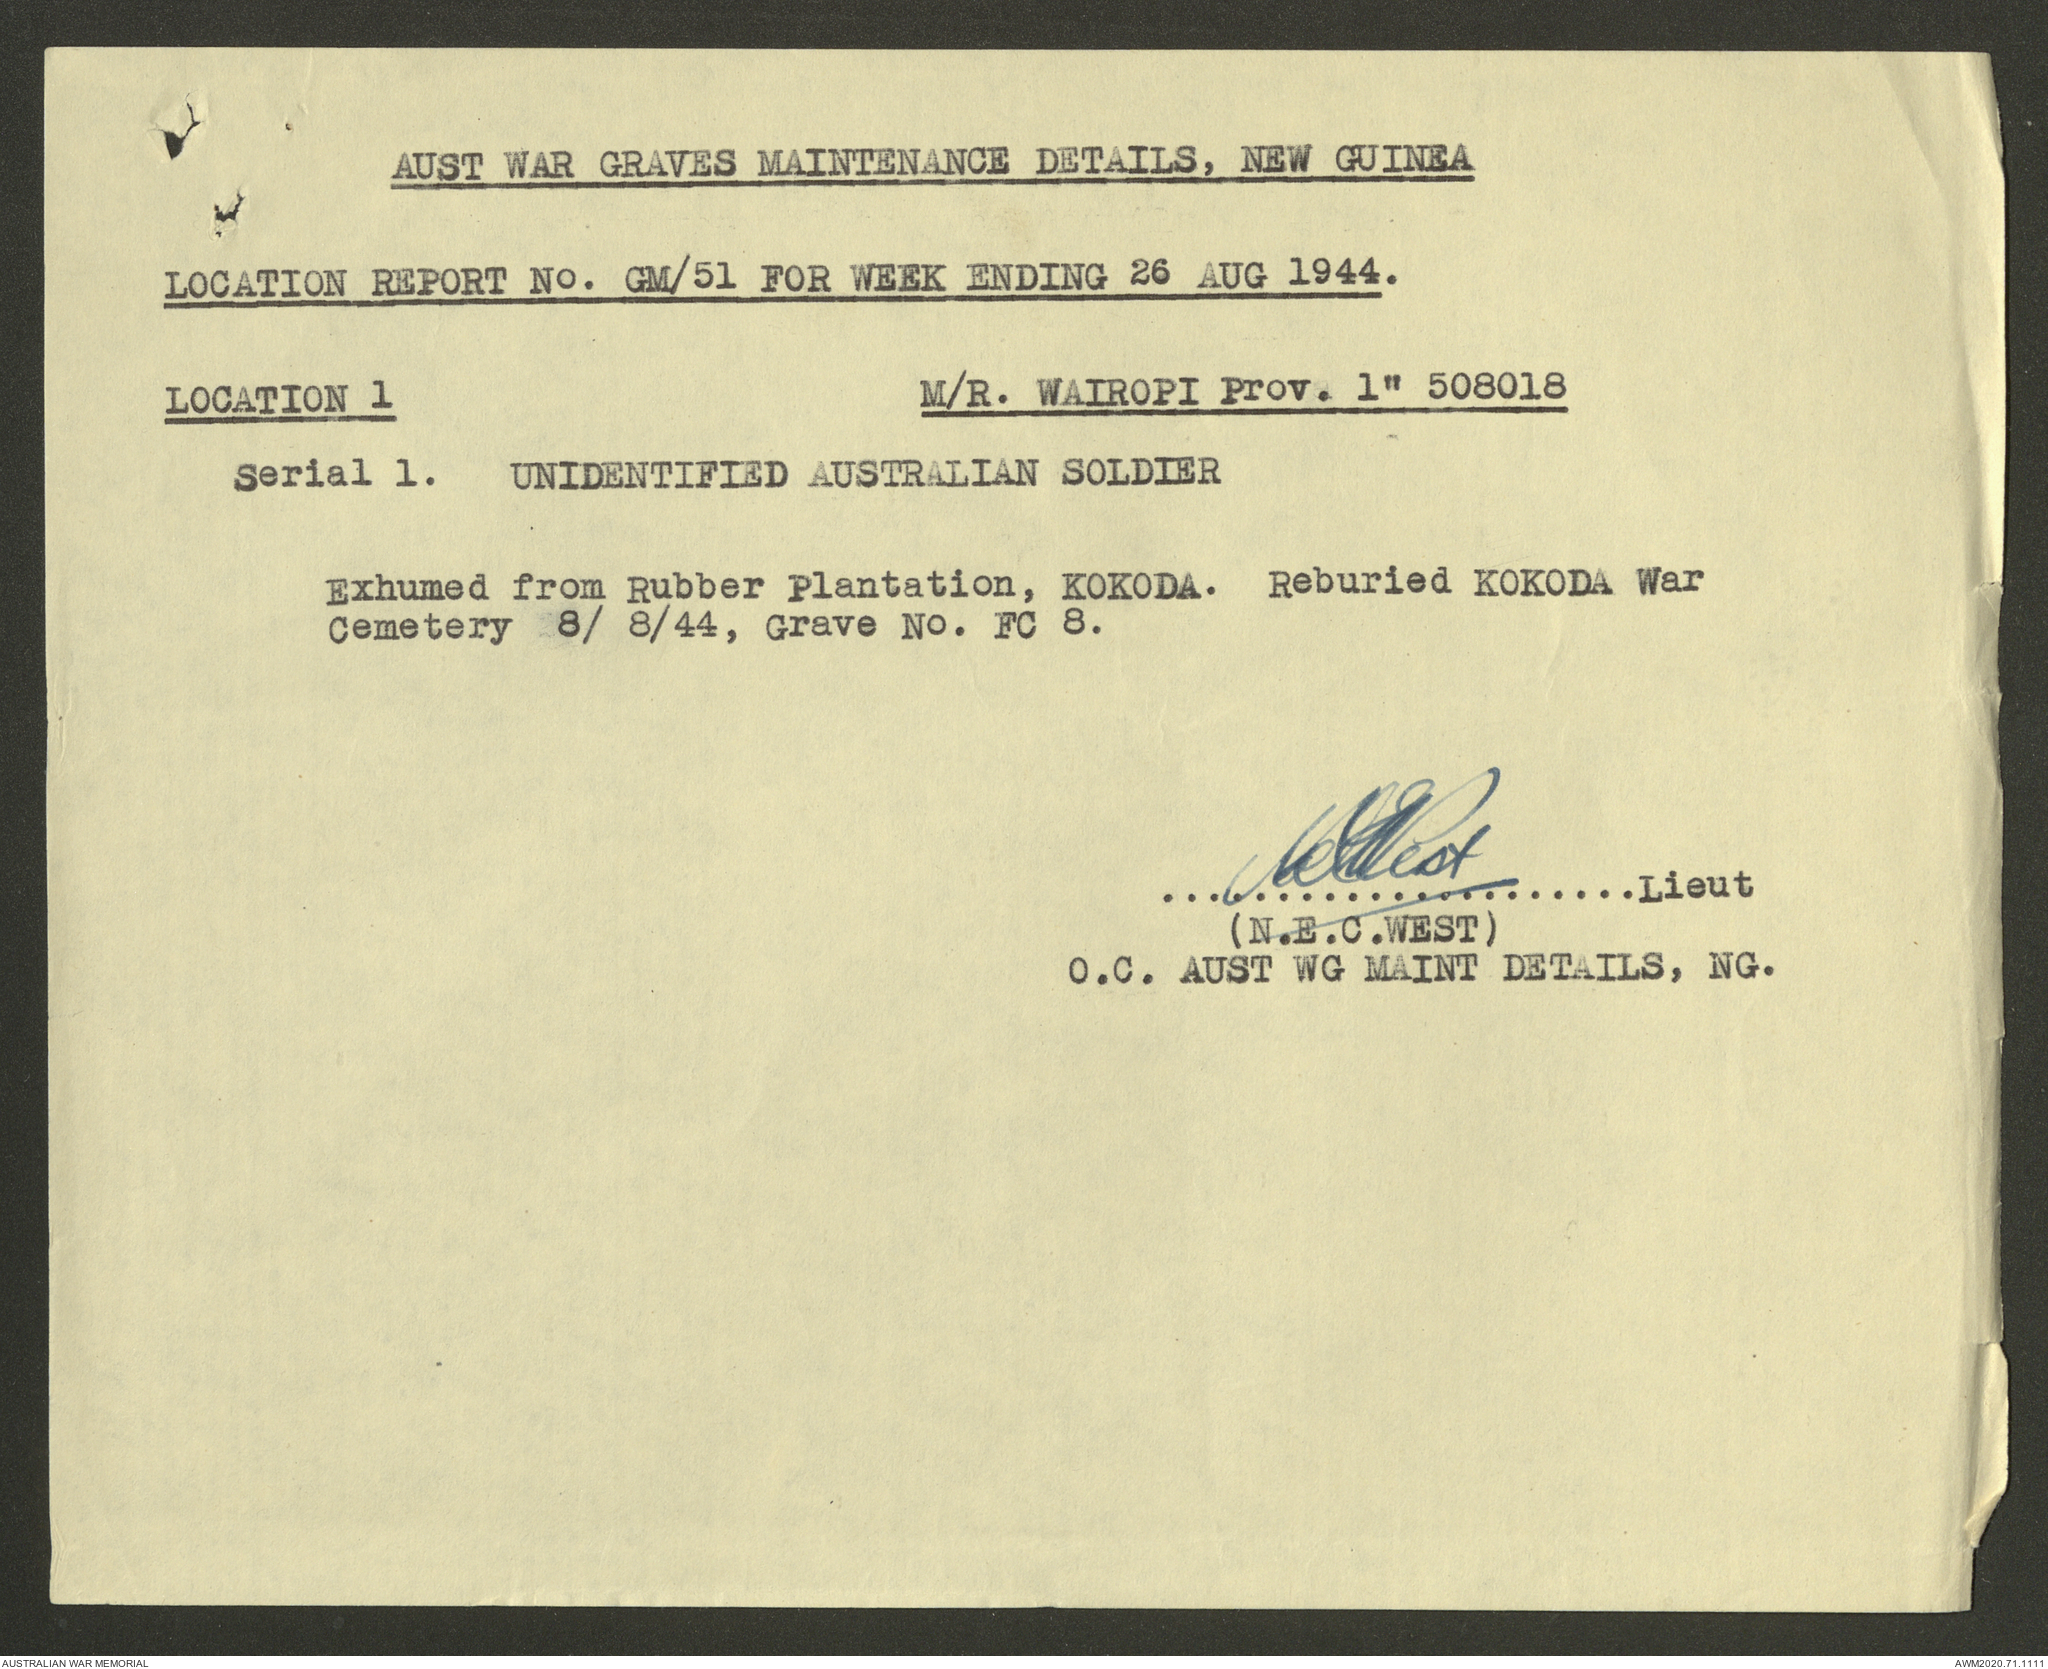 AUST WAR GRAVES MAINTENANCE DETAILS, NEW GUINEA
LOCATION REPORT No. GM/51 FOR WEEK ENDING 26 AUG 1944.
LOCATION 1 M/R. WAIROPI Prov. 1" 508018
Serial 1. UNIDENTIFIED AUSTRALIAN SOLDIER
Exhumed from Rubber Plantation, KOKODA. Reburied KOKODA War
Cemetery 8/ 8/44, Grave No. FC 8.
NECWest
....................Lieut
(N.E.C.WEST)
O.C. AUST WG MAINT DETAILS, NG.
AUSTRALIAN WAR MEMORIAL AWM2020.71.1111